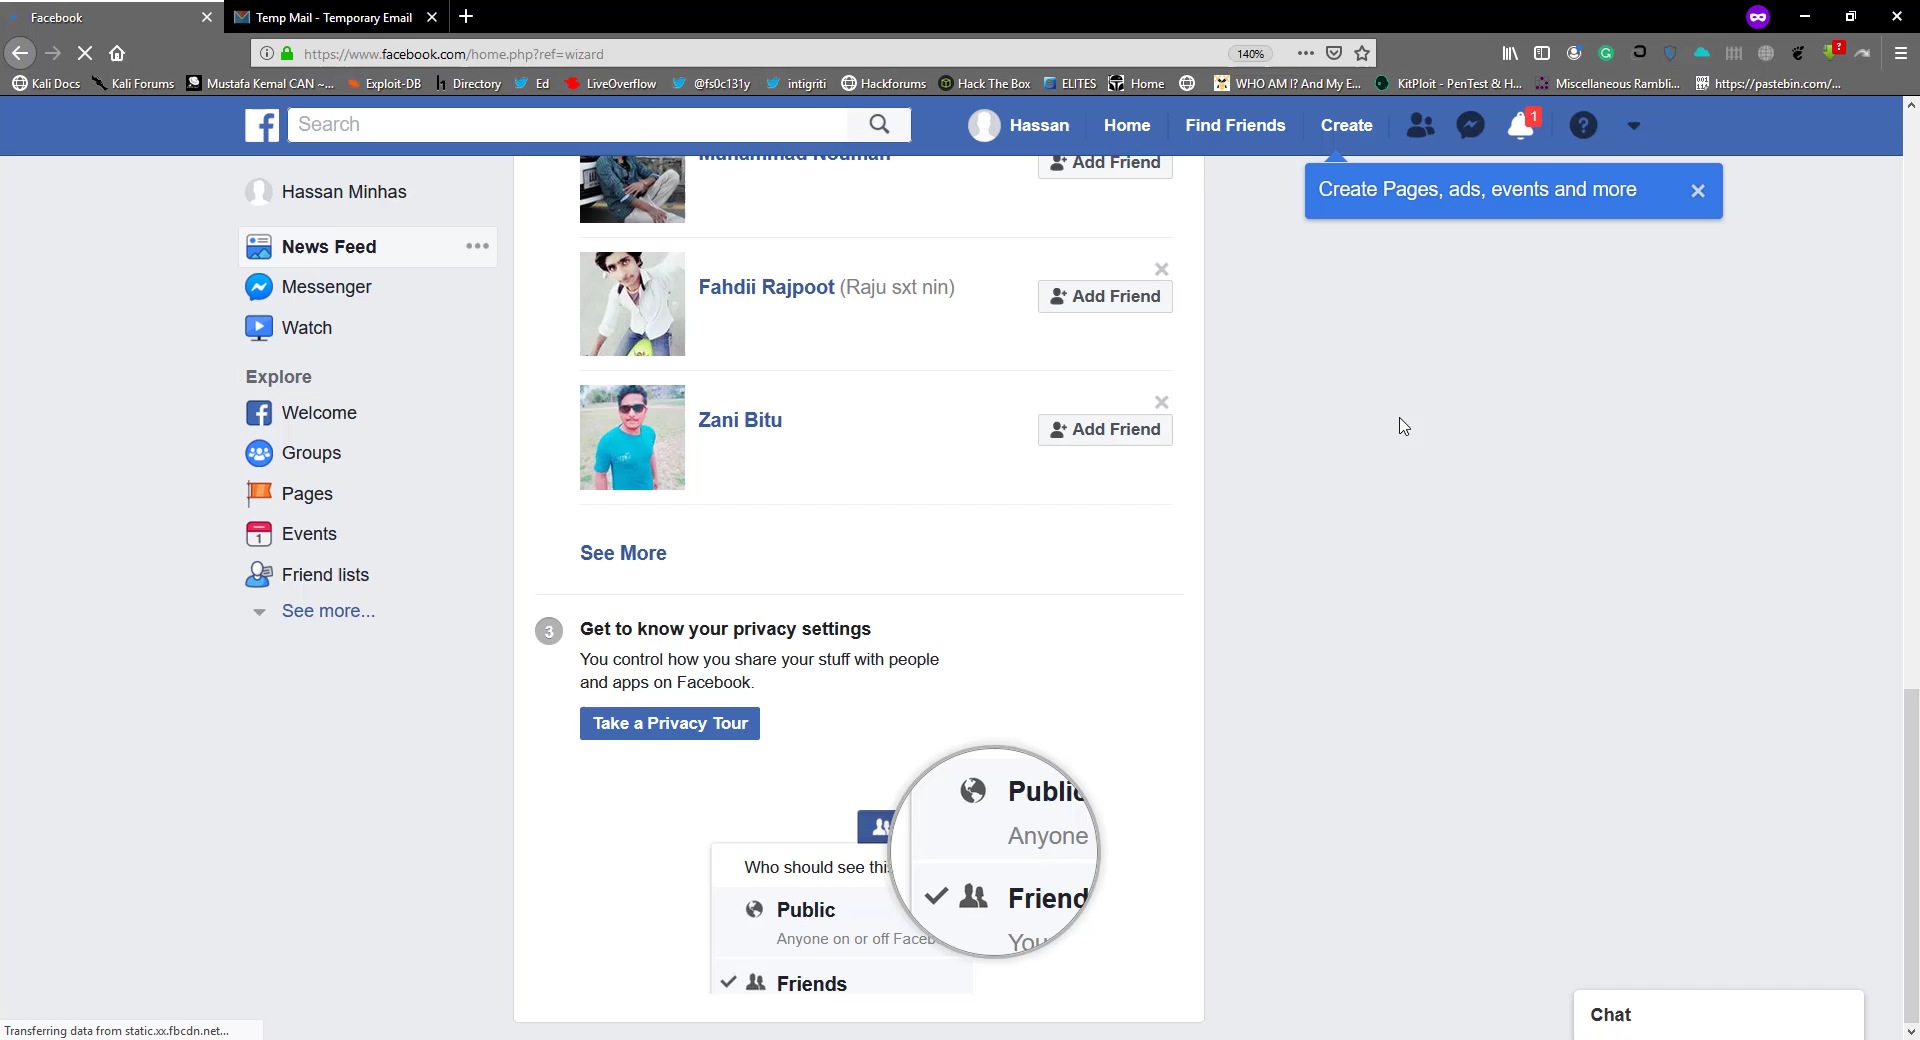 Facebook
Temp Mail - Temporary Email
https://www.facebook.com/home.php?ref=wizard
140%
Kali Docs
Kali Forums
Mustafa Kemal CAN ~...
Exploit-DB
Directory
Ed
LiveOverflow
@fs0c131y
intigriti
Hackforums
Hack The Box
ELITES
Home
WHO AM I? And My E...
KitPloit - PenTest & H...
Miscellaneous Rambli...
https://pastebin.com/...
Search
Hassan
Home
Find Friends
Create
1
Create Pages, ads, events and more
Hassan Minhas
News Feed
Messenger
Watch
Explore
Welcome
Groups
Pages
1
Events
Friend lists
See more...
Muhammad Nouman
Add Friend
Fahdii Rajpoot (Raju sxt nin)
Add Friend
Zani Bitu
Add Friend
See More
3
Get to know your privacy settings
You control how you share your stuff with people
and apps on Facebook.
Take a Privacy Tour
Who should see thi
Public
Anyone on or off Faceb
Friends
Public
Anyone
Friend
You
Chat
Transferring data from static.xx.fbcdn.net...